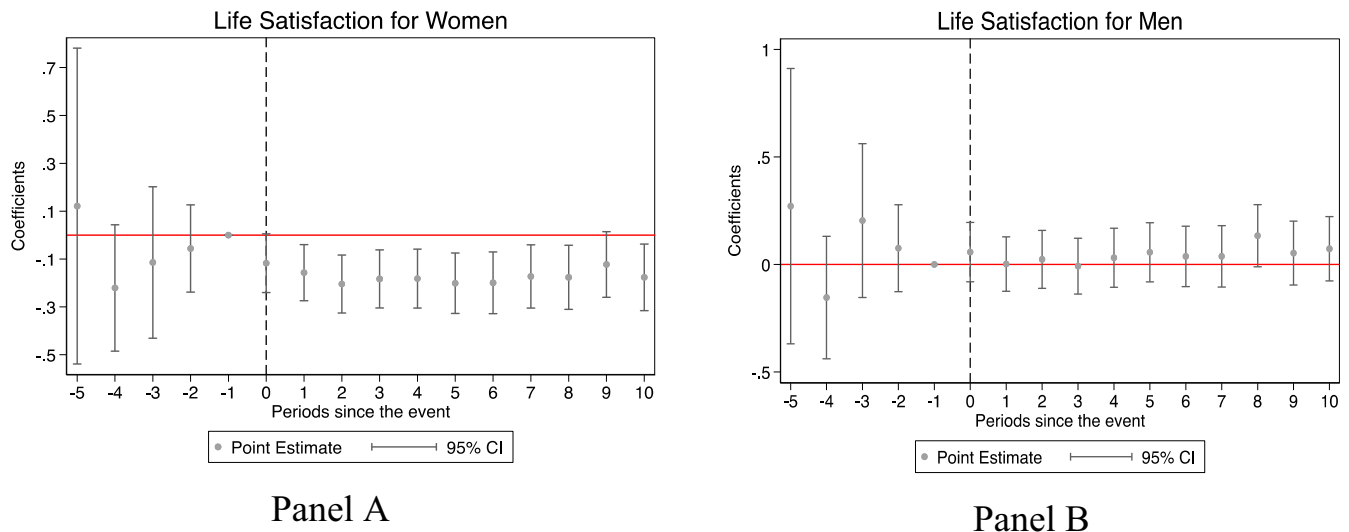 Life Satisfaction for Women
Coefficients
.7
.5
.3
.1
-.1
-.3
-.5
-5 -4 -3 -2 -1 0 1 2 3 4 5 6 7 8 9 10
Periods since the event
Point Estimate 95% CI
Panel A
Life Satisfaction for Men
Coefficients
1
.5
0
-.5
-5 -4 -3 -2 -1 0 1 2 3 4 5 6 7 8 9 10
Periods since the event
Point Estimate 95% CI
Panel B